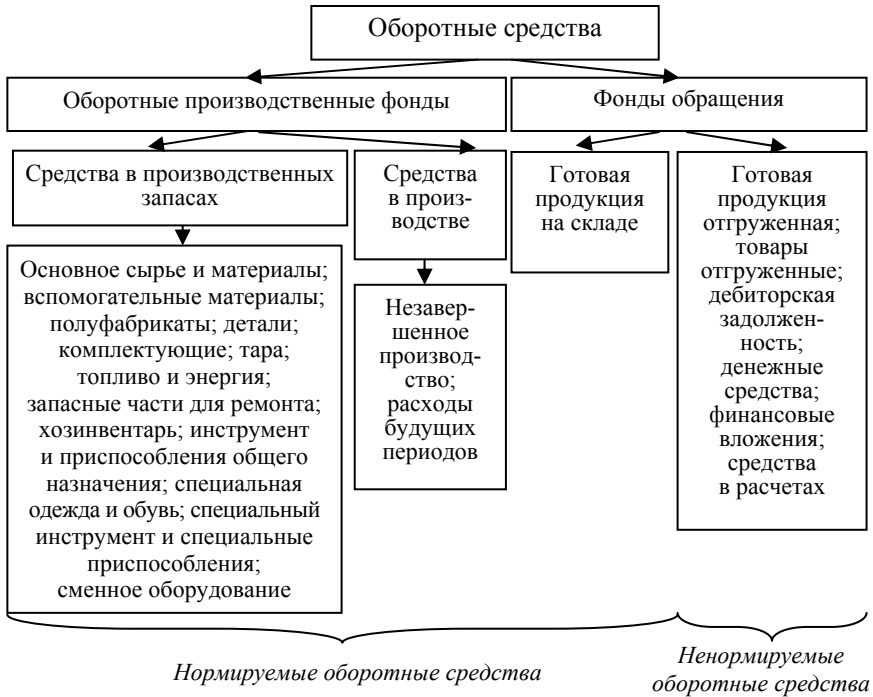 Оборотные средства
Оборотные производственные фонды
Фонды обращения
Средства в производственных
запасах
Средства
в произ-
водстве
Готовая
продукция
на складе
Готовая
продукция
отгруженная;
товары
отгруженные;
дебиторская
задолжен-
ность;
денежные
средства;
финансовые
вложения;
средства
в расчетах
Основное сырье и материалы;
вспомогательные материалы;
полуфабрикаты; детали;
комплектующие; тара;
топливо и энергия;
запасные части для ремонта;
хозинвентарь; инструмент
и приспособления общего
назначения; специальная
одежда и обувь; специальный
инструмент и специальные
приспособления;
сменное оборудование
Незавер-
шенное
производ-
ство;
расходы
будущих
периодов
Нормируемые оборотные средства
Ненормируемые
оборотные средства